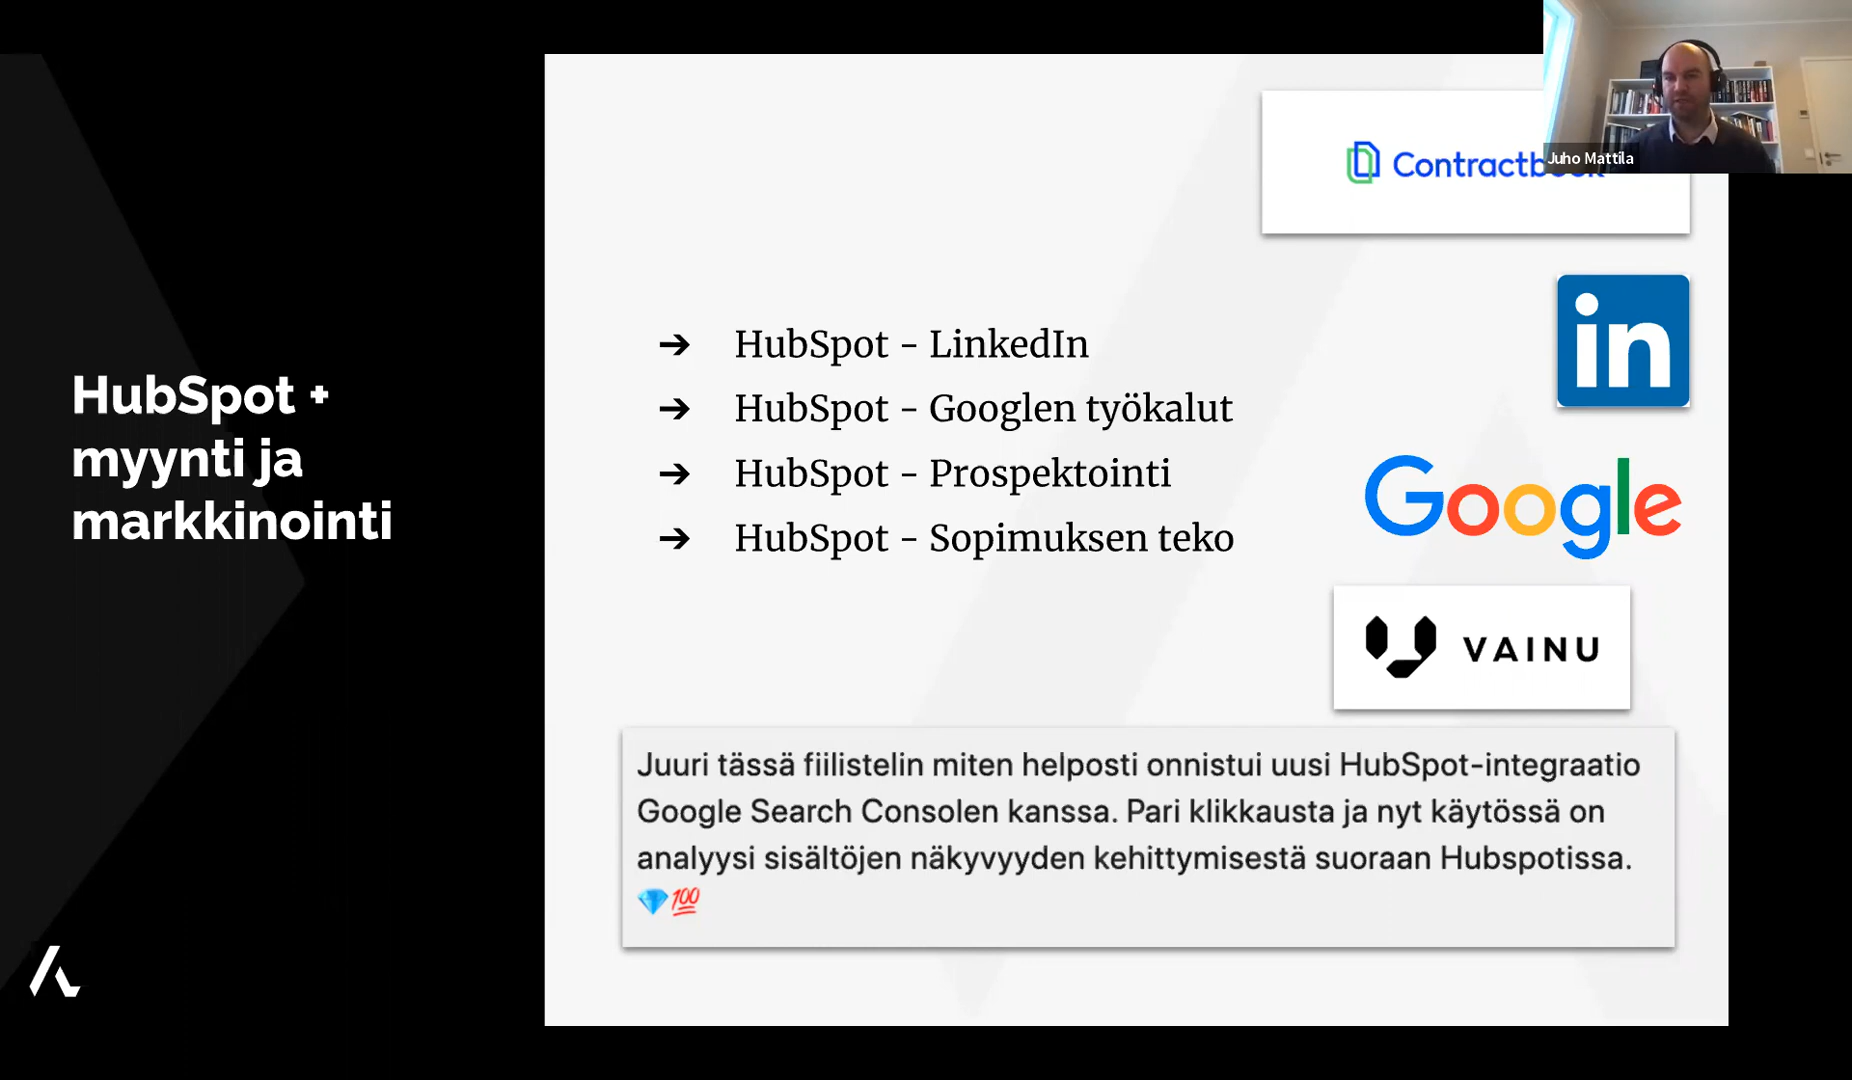 HubSpot +
myynti ja
markkinointi
Juho Mattila
➔ HubSpot - LinkedIn
➔ HubSpot - Googlen työkalut
➔ HubSpot - Prospektointi
➔ HubSpot - Sopimuksen teko
Contractbook
in
Google
VAINU
Juuri tässä fiilistelin miten helposti onnistui uusi HubSpot-integraatio
Google Search Consolen kanssa. Pari klikkausta ja nyt käytössä on
analyysi sisältöjen näkyvyyden kehittymisestä suoraan Hubspotissa.
💎💯